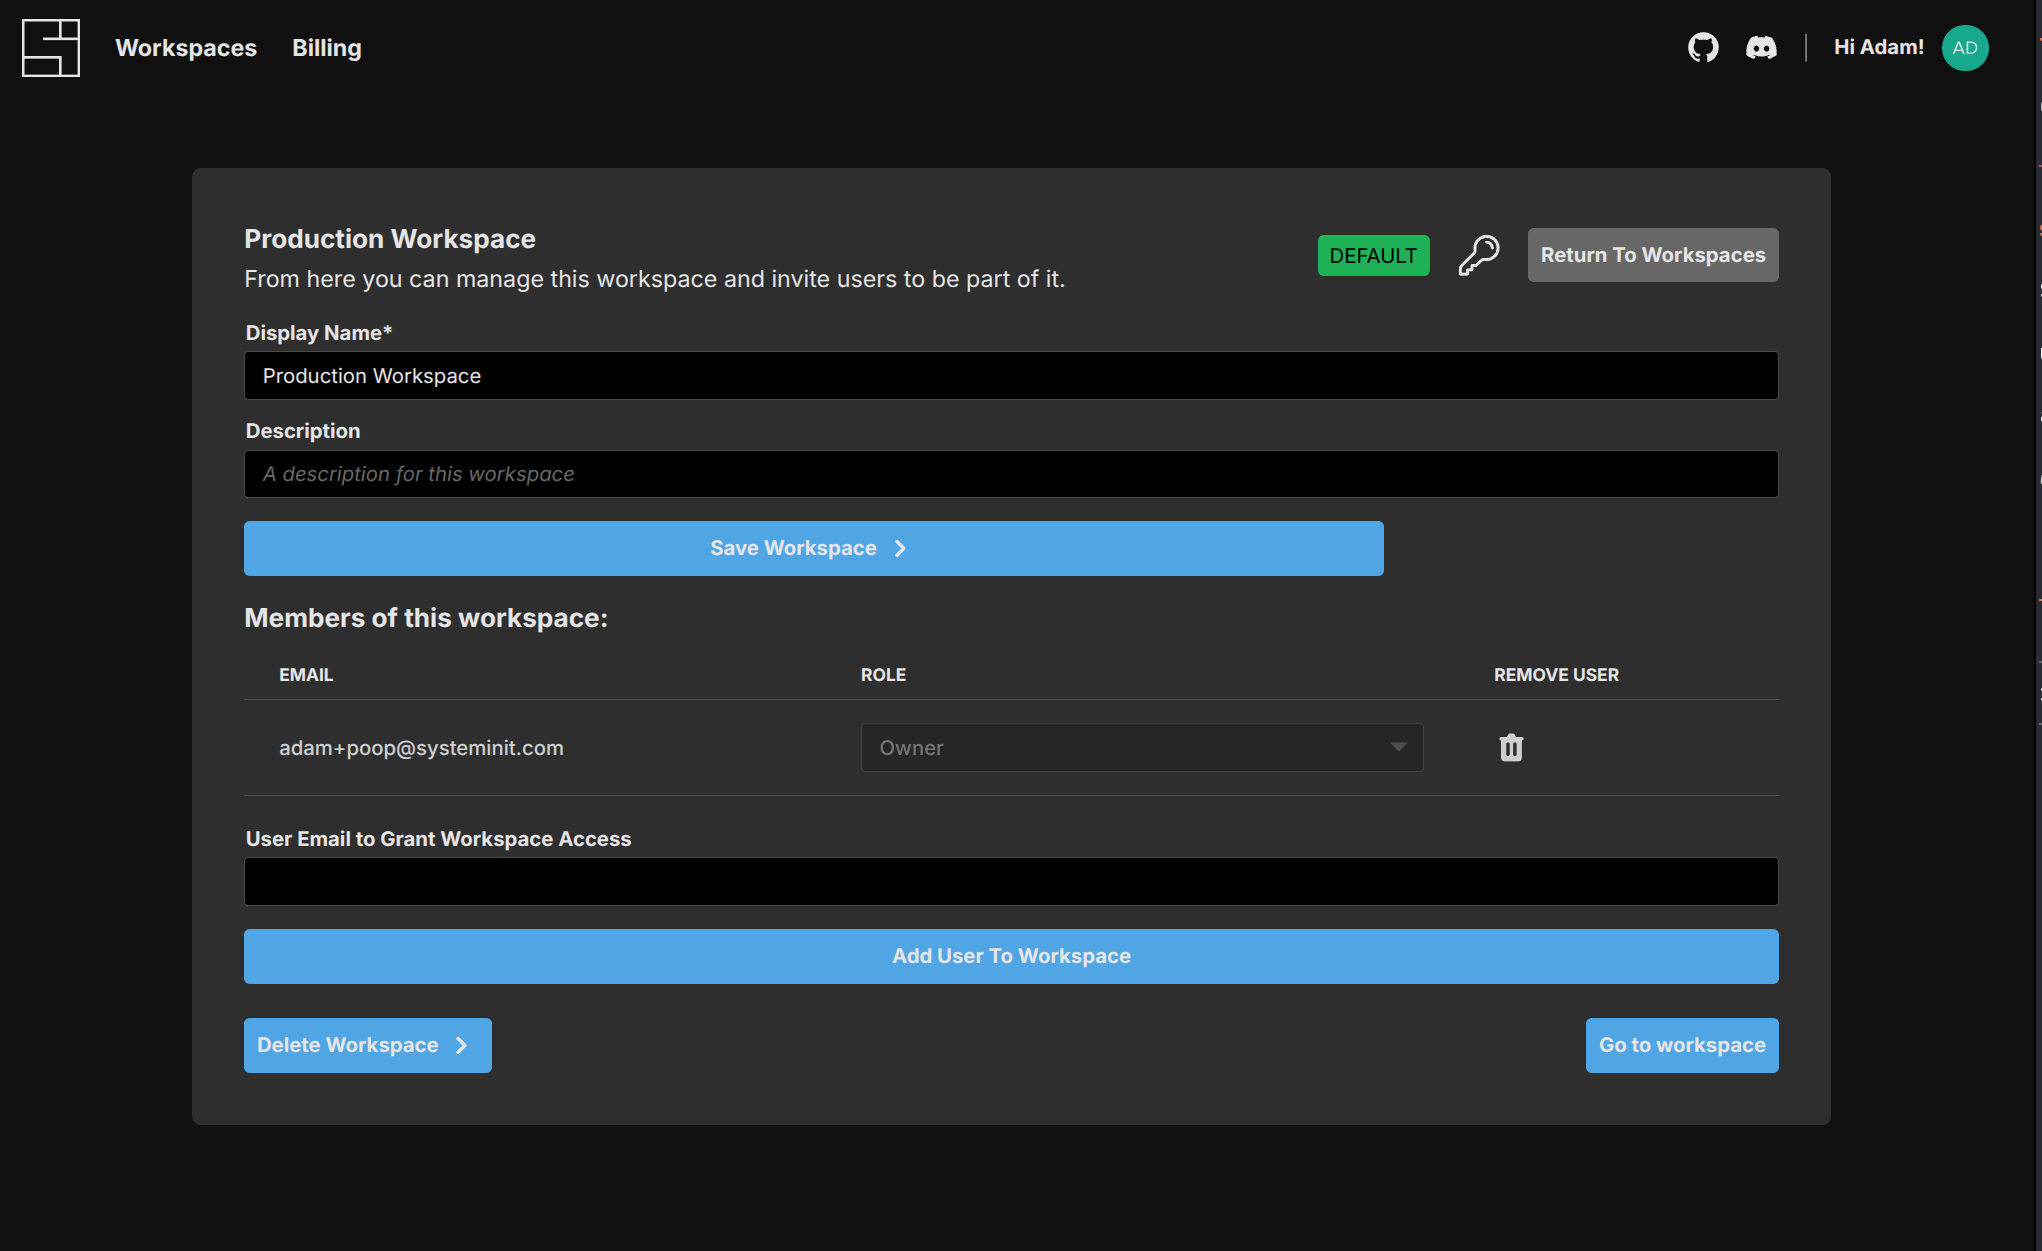 Workspaces Billing Hi Adam! AD
Production Workspace
From here you can manage this workspace and invite users to be part of it.
DEFAULT Return To Workspaces
Display Name*
Production Workspace
Description
A description for this workspace
Save Workspace
Members of this workspace:
EMAIL ROLE REMOVE USER
adam+poop@systeminit.com Owner
User Email to Grant Workspace Access
Add User To Workspace
Delete Workspace Go to workspace